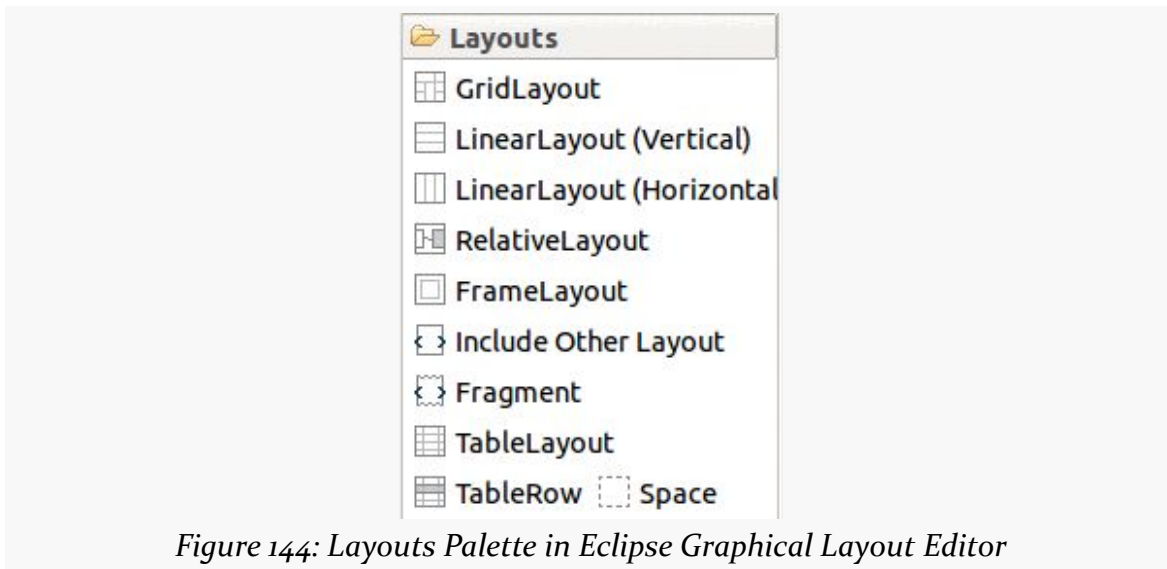 Layouts
GridLayout
LinearLayout (Vertical)
LinearLayout (Horizontal
RelativeLayout
FrameLayout
Include Other Layout
Fragment
TableLayout
TableRow Space
Figure 144: Layouts Palette in Eclipse Graphical Layout Editor